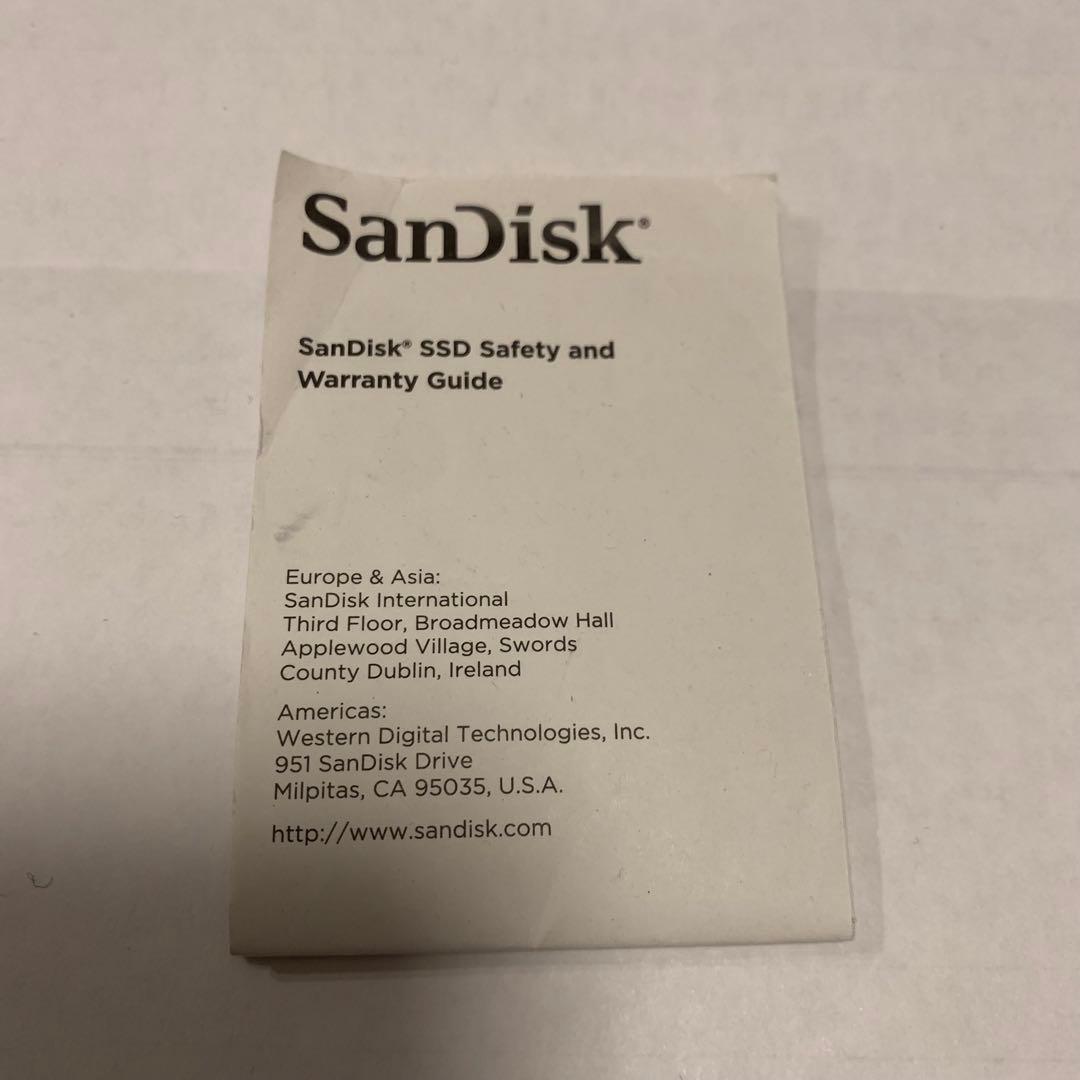 SanDisk®
SanDisk® SSD Safety and
Warranty Guide
Europe & Asia:
SanDisk International
Third Floor, Broadmeadow Hall
Applewood Village, Swords
County Dublin, Ireland
Americas:
Western Digital Technologies, Inc.
951 SanDisk Drive
Milpitas, CA 95035, U.S.A.
http://www.sandisk.com